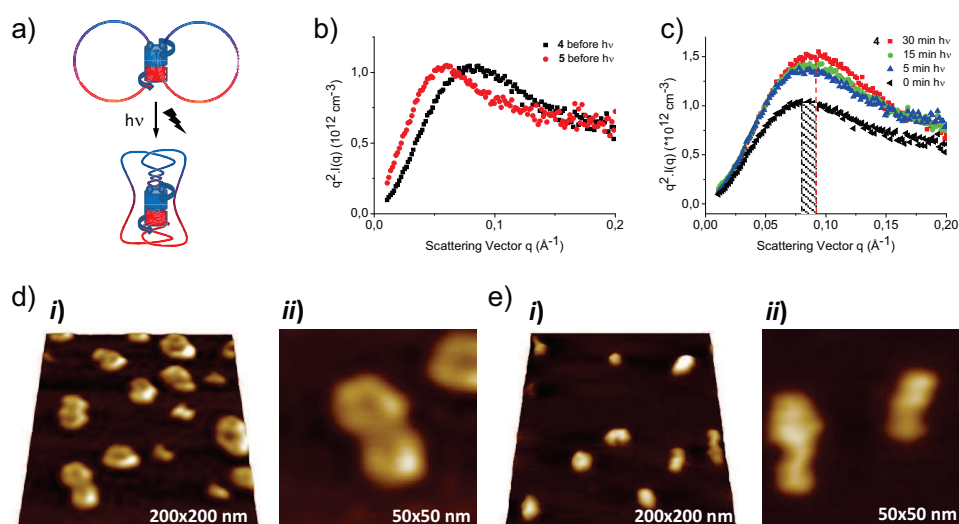 a)
hν
b)
4 before hν
5 before hν
q².I(q) (10¹² cm⁻³)
1,0
0,5
0,0
0,0
0,1
0,2
Scattering Vector q (Å⁻¹)
c)
4
30 min hν
15 min hν
5 min hν
0 min hν
q².I(q) (*10¹² cm⁻³)
1,5
1,0
0,5
0,0
0,00
0,05
0,10
0,15
0,20
Scattering Vector q (Å⁻¹)
d)
i)
200x200 nm
ii)
50x50 nm
e)
i)
200x200 nm
ii)
50x50 nm